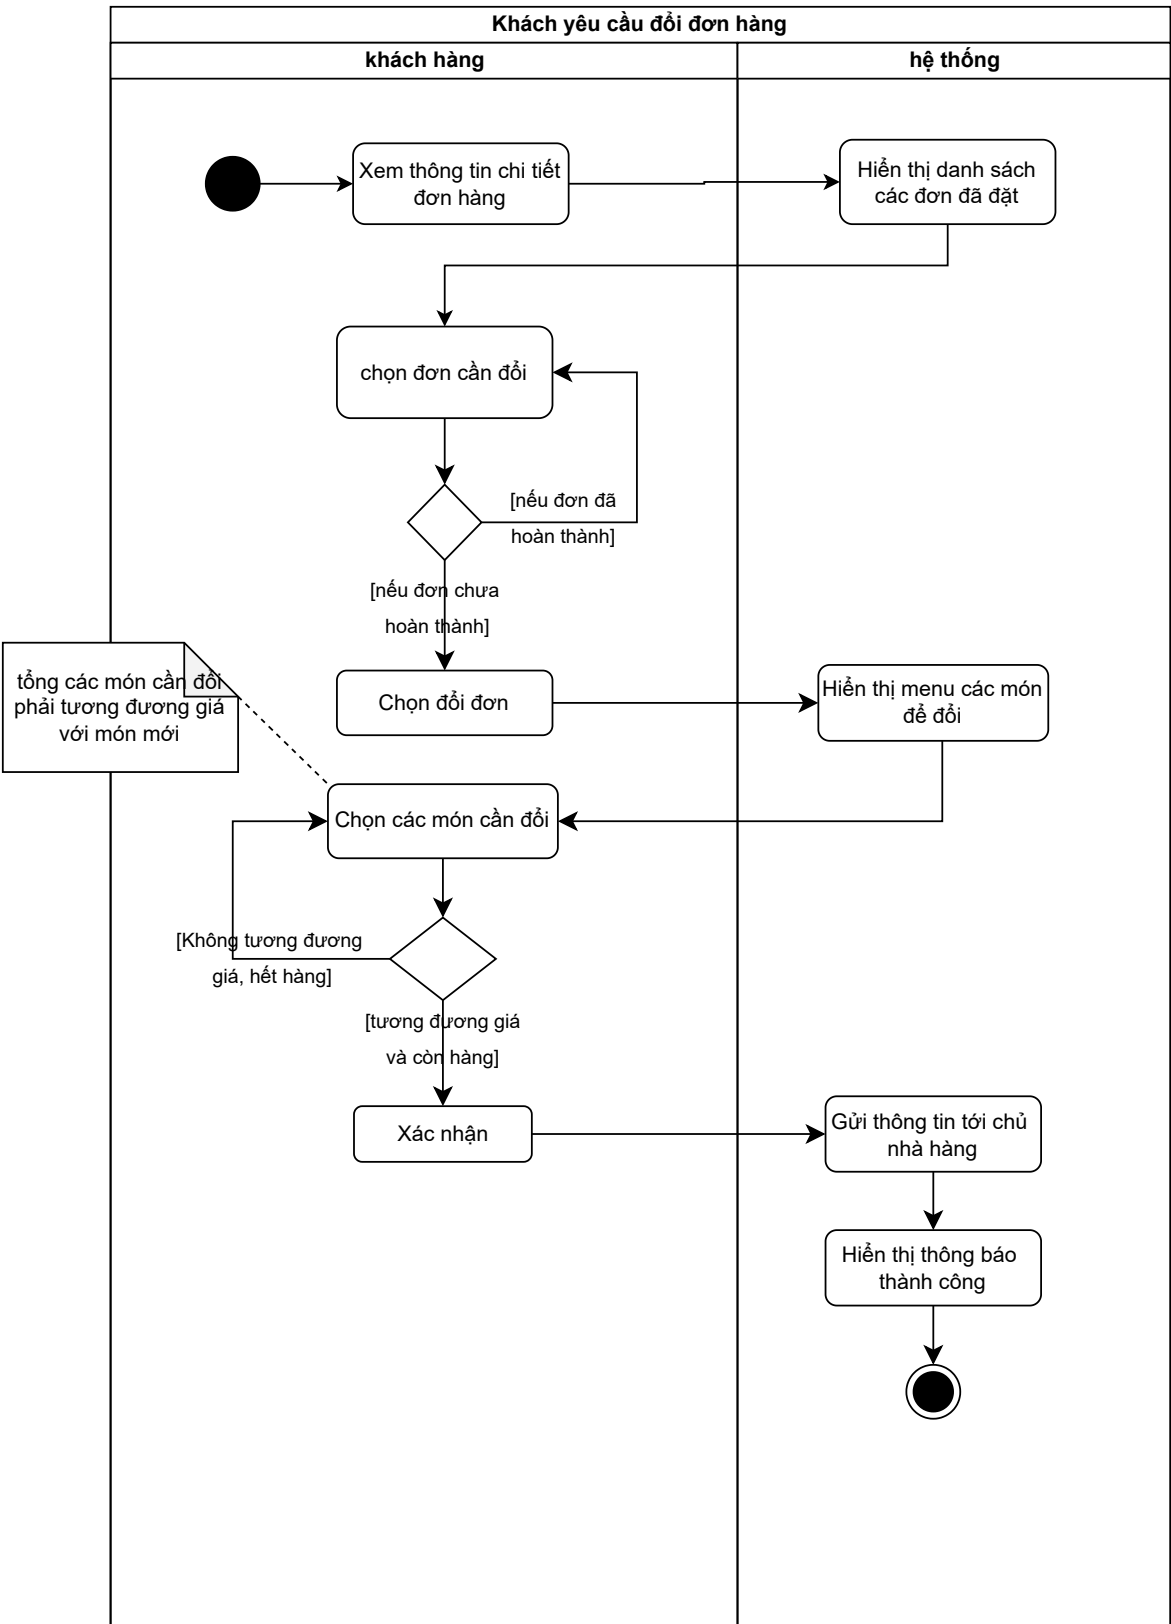 Khách yêu cầu đổi đơn hàng
khách hàng
hệ thống
Xem thông tin chi tiết
đơn hàng
Hiển thị danh sách
các đơn đã đặt
chọn đơn cần đổi
[nếu đơn đã
hoàn thành]
[nếu đơn chưa
hoàn thành]
tổng các món cần đổi
phải tương đương giá
với món mới
Chọn đổi đơn
Hiển thị menu các món
để đổi
Chọn các món cần đổi
[Không tương đương
giá, hết hàng]
[tương đương giá
và còn hàng]
Xác nhận
Gửi thông tin tới chủ
nhà hàng
Hiển thị thông báo
thành công